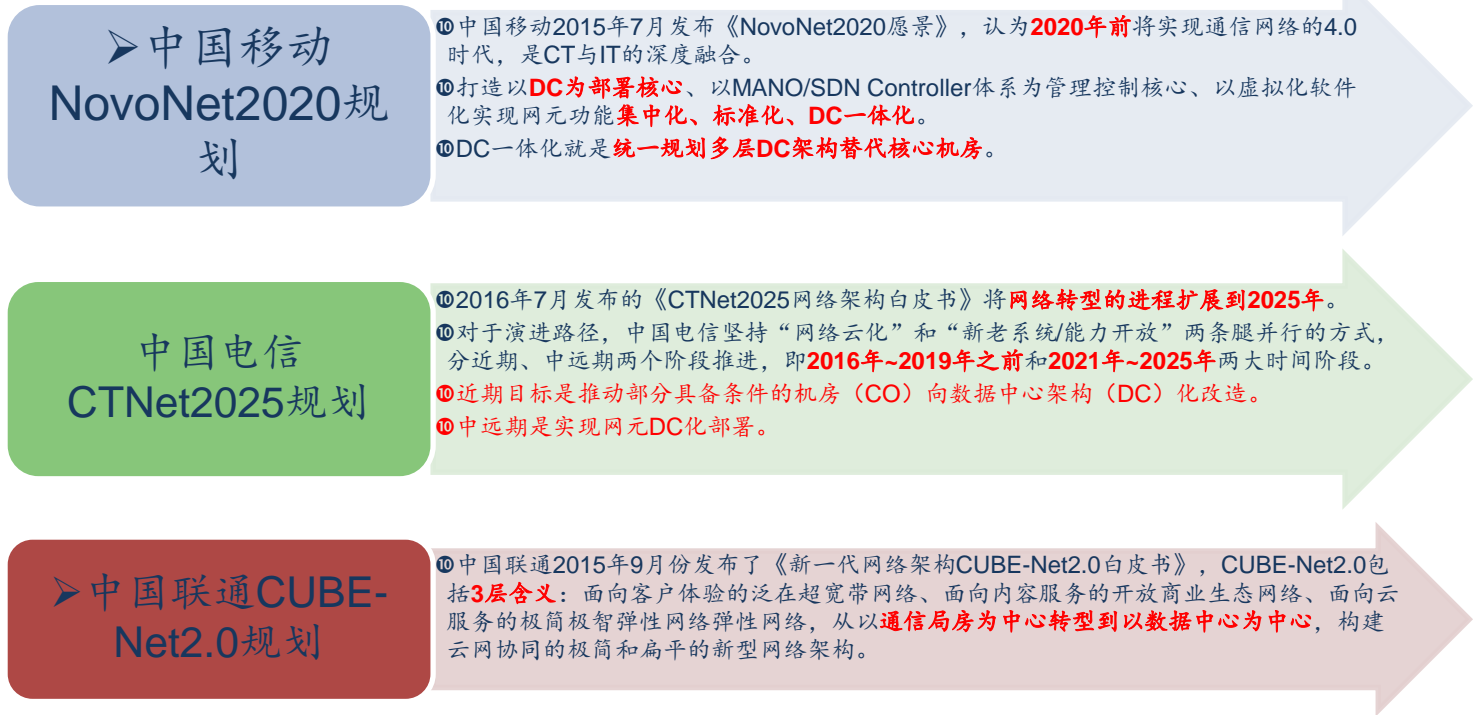 ➢中国移动
NovoNet2020规
划
❿中国移动2015年7月发布《NovoNet2020愿景》，认为2020年前将实现通信网络的4.0
时代，是CT与IT的深度融合。
❿打造以DC为部署核心、以MANO/SDN Controller体系为管理控制核心、以虚拟化软件
化实现网元功能集中化、标准化、DC一体化。
❿DC一体化就是统一规划多层DC架构替代核心机房。
中国电信
CTNet2025规划
❿2016年7月发布的《CTNet2025网络架构白皮书》将网络转型的进程扩展到2025年。
❿对于演进路径，中国电信坚持“网络云化”和“新老系统/能力开放”两条腿并行的方式，
分近期、中远期两个阶段推进，即2016年~2019年之前和2021年~2025年两大时间阶段。
❿近期目标是推动部分具备条件的机房（CO）向数据中心架构（DC）化改造。
❿中远期是实现网元DC化部署。
➢中国联通CUBE-
Net2.0规划
❿中国联通2015年9月份发布了《新一代网络架构CUBE-Net2.0白皮书》，CUBE-Net2.0包
括3层含义：面向客户体验的泛在超宽带网络、面向内容服务的开放商业生态网络、面向云
服务的极简极智弹性网络弹性网络，从以通信局房为中心转型到以数据中心为中心，构建
云网协同的极简和扁平的新型网络架构。